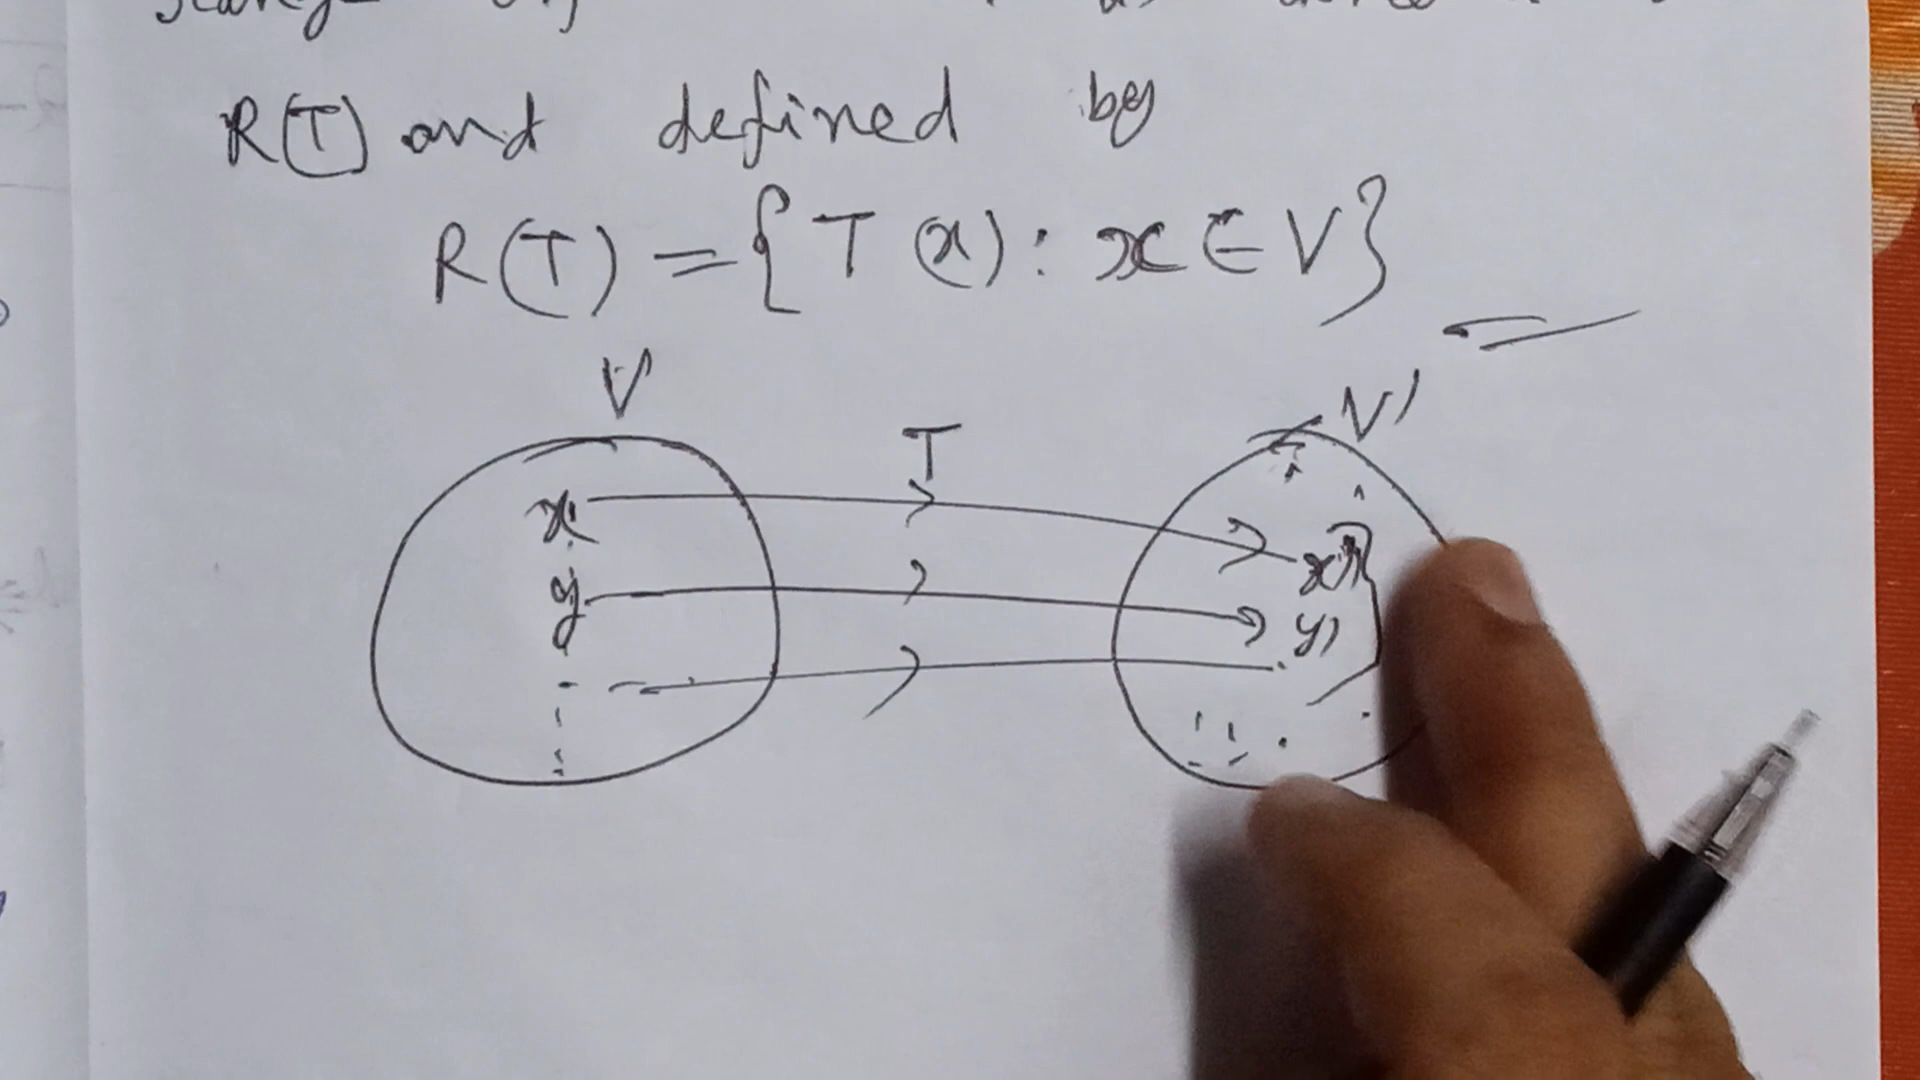 R(T) and defined by
R(T) = {T(x) : x ∈ V}
V
V'
T
x
x'
y
y'